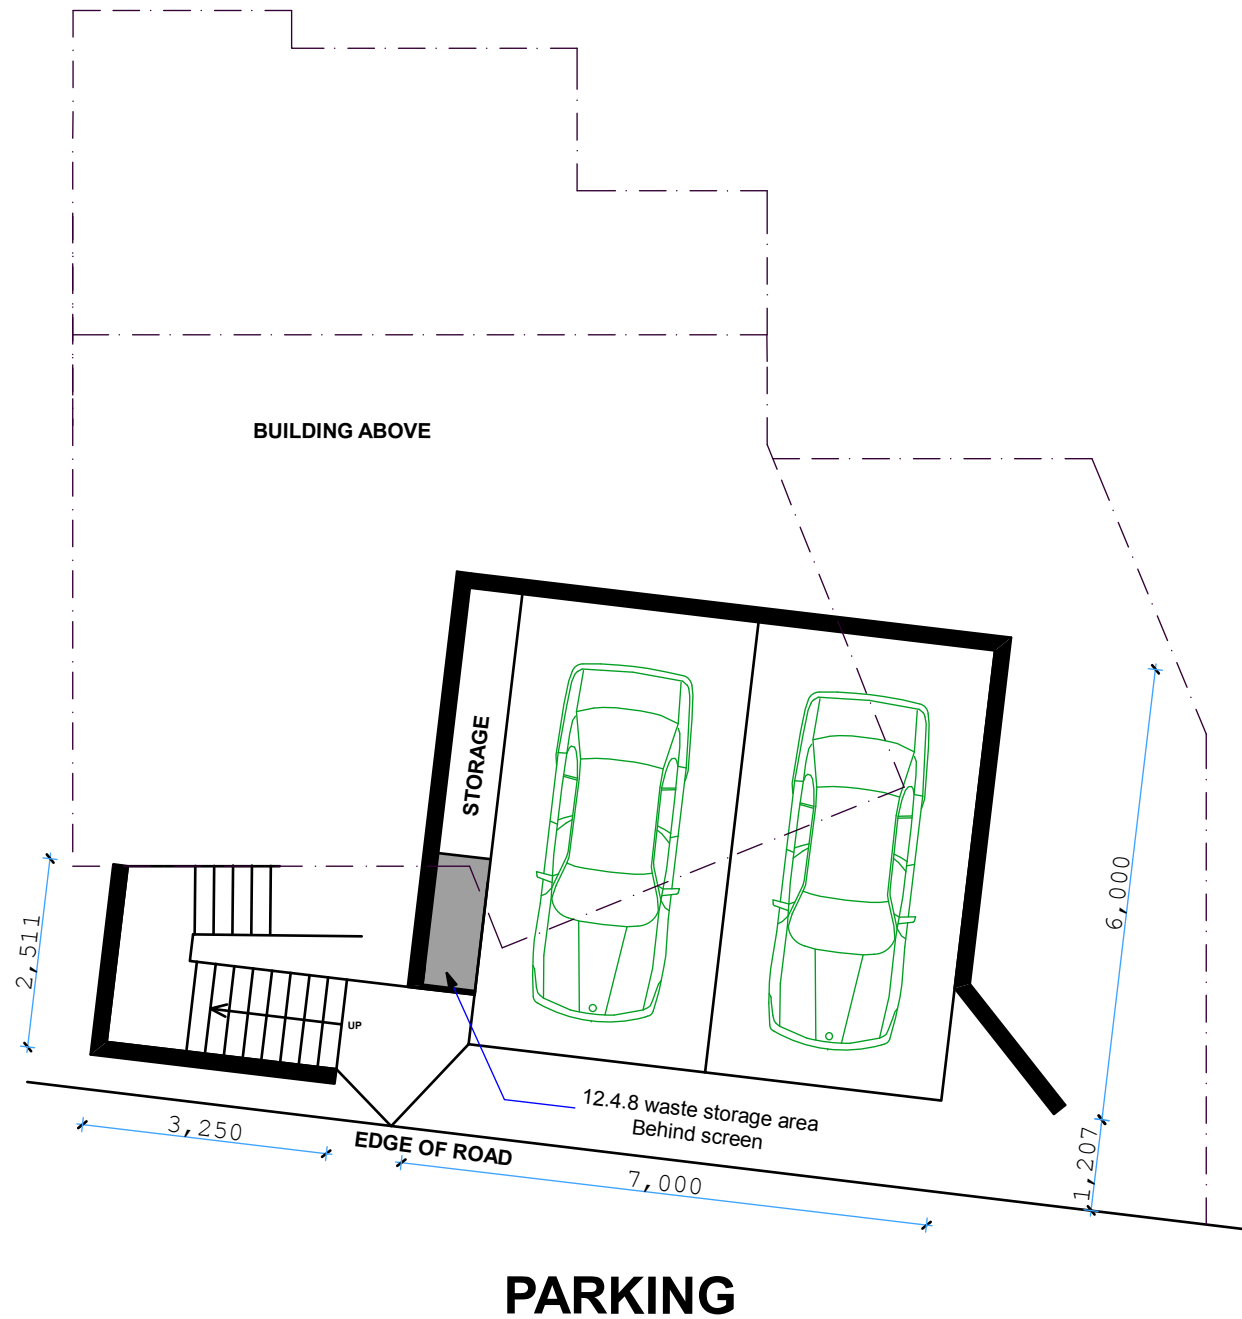 BUILDING ABOVE
STORAGE
6,000
2,511
UP
12.4.8 waste storage area
Behind screen
3,250
EDGE OF ROAD
7,000
1,207
PARKING